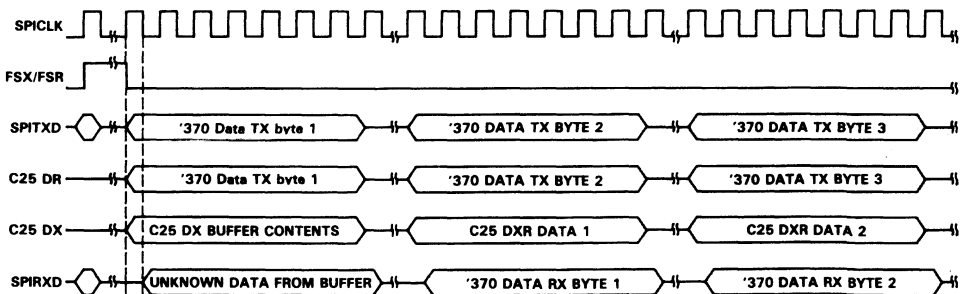 SPICLK
FSX/FSR
SPITXD '370 Data TX byte 1 '370 DATA TX BYTE 2 '370 DATA TX BYTE 3
C25 DR '370 Data TX byte 1 '370 DATA TX BYTE 2 '370 DATA TX BYTE 3
C25 DX C25 DX BUFFER CONTENTS C25 DXR DATA 1 C25 DXR DATA 2
SPIRXD UNKNOWN DATA FROM BUFFER '370 DATA RX BYTE 1 '370 DATA RX BYTE 2